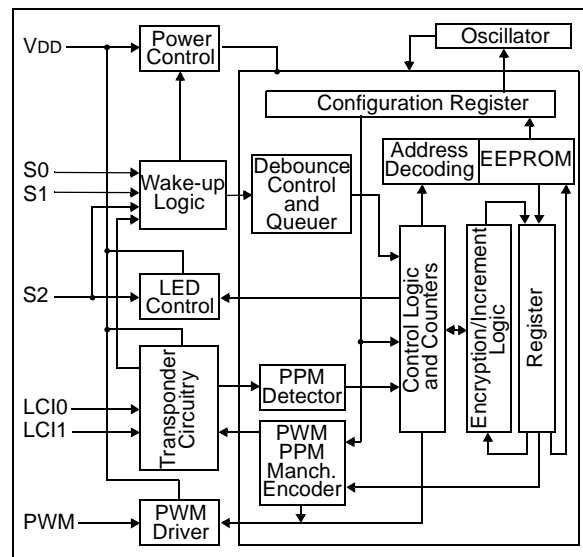 VDD
Power
Control
Oscillator
Configuration Register
S0
S1
Wake-up
Logic
Debounce
Control
and
Queuer
Address
Decoding
EEPROM
S2
LED
Control
Control Logic
and Counters
Encryption/Increment
Logic
Register
LCI0
LCI1
Transponder
Circuitry
PPM
Detector
PWM
PPM
Manch.
Encoder
PWM
PWM
Driver